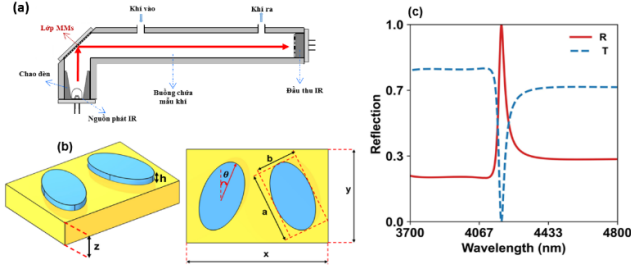 (a)
Khí vào
Khí ra
Lớp MMs
Chao đèn
Nguồn phát IR
Buồng chứa
mẫu khí
Đầu thu IR
(b)
h
z
θ
b
a
y
x
(c)
1.0
0.7
0.3
0.0
Reflection
R
T
3700
4067
4433
4800
Wavelength (nm)